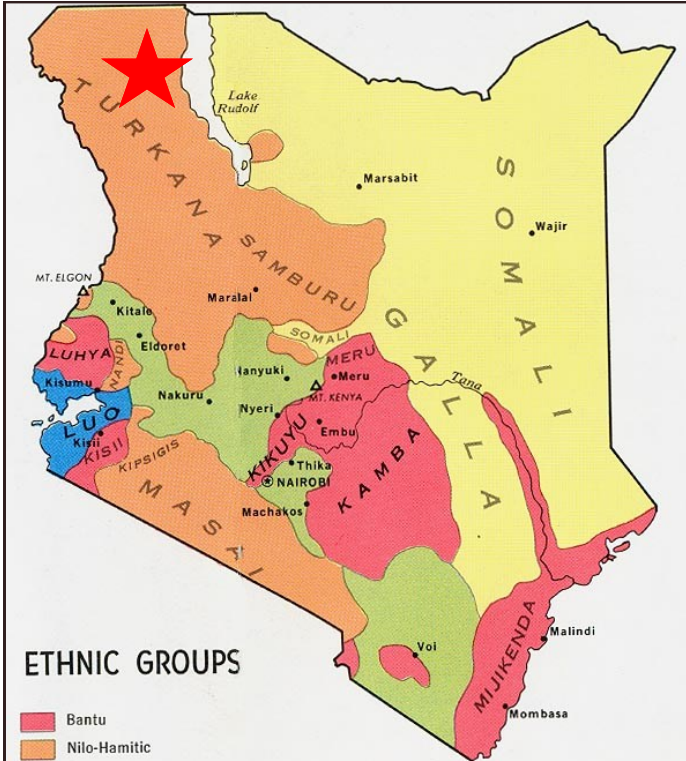 Lake
Rudolf
TURKANA
SAMBURU
SOMALI
Marsabit
Wajir
MT. ELGON
Kitale
Maralal
Eldoret
SOMALI
GALLA
LUHYA
NANDI
MERU
Nanyuki
Meru
Tana
Kisumu
Nakuru
MT. KENYA
Nyeri
Embu
LUO
Kisii
KISII
KIKUYU
KAMBA
KIPSIGIS
Thika
NAIROBI
MASAI
Machakos
Voi
MIJIKENDA
Malindi
Mombasa
ETHNIC GROUPS
Bantu
Nilo-Hamitic